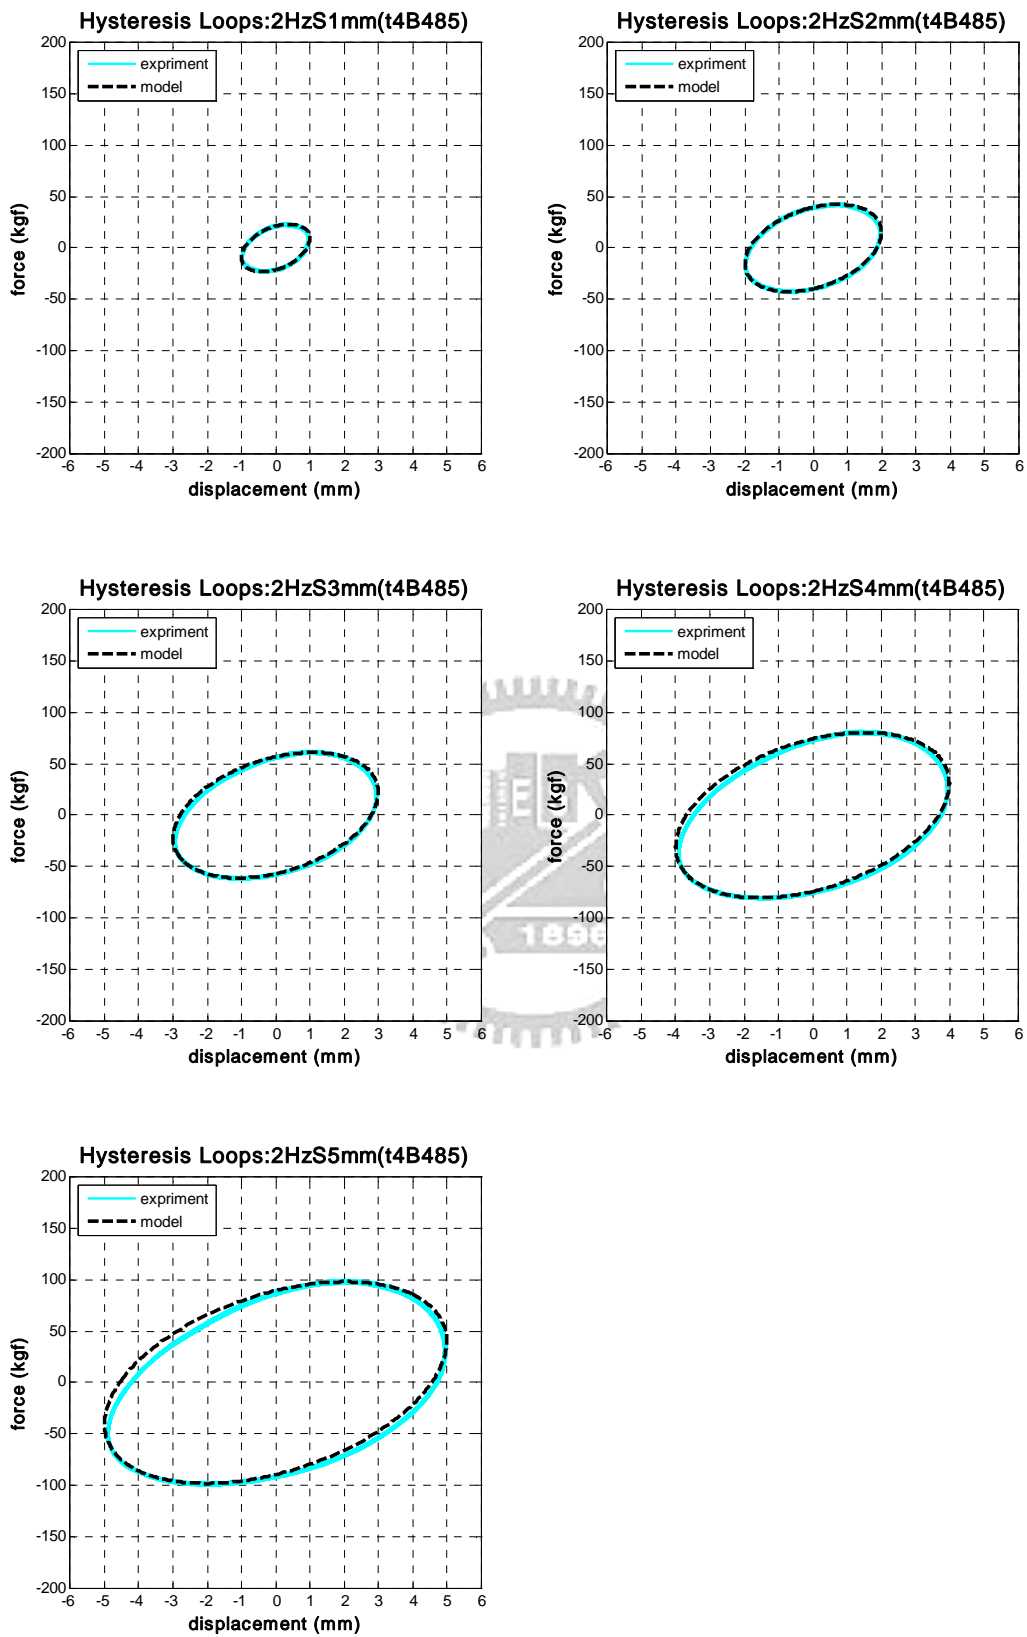 Hysteresis Loops:2HzS1mm(t4B485)
200
150
100
50
0
-50
-100
-150
-200
force (kgf)
expriment
model
-6 -5 -4 -3 -2 -1 0 1 2 3 4 5 6
displacement (mm)
Hysteresis Loops:2HzS2mm(t4B485)
200
150
100
50
0
-50
-100
-150
-200
force (kgf)
expriment
model
-6 -5 -4 -3 -2 -1 0 1 2 3 4 5 6
displacement (mm)
Hysteresis Loops:2HzS3mm(t4B485)
200
150
100
50
0
-50
-100
-150
-200
force (kgf)
expriment
model
-6 -5 -4 -3 -2 -1 0 1 2 3 4 5 6
displacement (mm)
Hysteresis Loops:2HzS4mm(t4B485)
200
150
100
50
0
-50
-100
-150
-200
force (kgf)
expriment
model
-6 -5 -4 -3 -2 -1 0 1 2 3 4 5 6
displacement (mm)
1896
Hysteresis Loops:2HzS5mm(t4B485)
200
150
100
50
0
-50
-100
-150
-200
force (kgf)
expriment
model
-6 -5 -4 -3 -2 -1 0 1 2 3 4 5 6
displacement (mm)